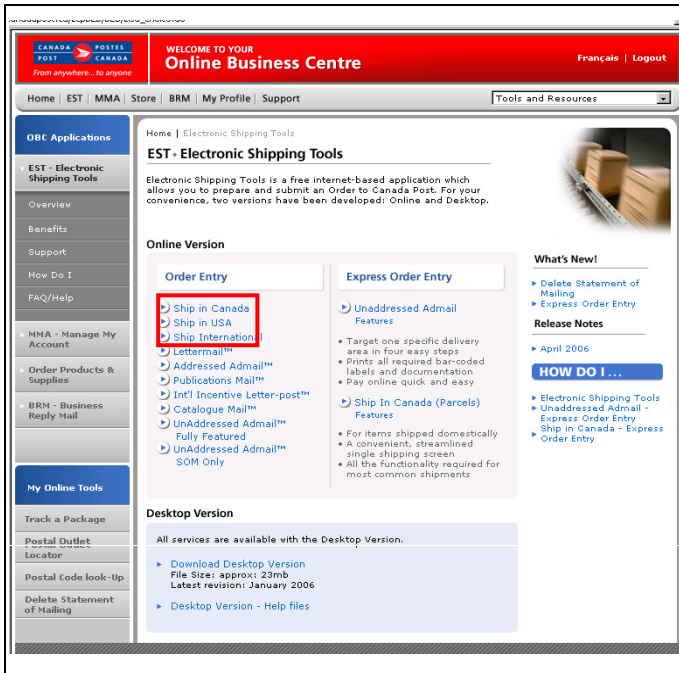 CANADA POSTES
POST CANADA
From anywhere... to anyone
WELCOME TO YOUR
Online Business Centre
Français | Logout
Home | EST | MMA | Store | BRM | My Profile | Support
Tools and Resources
OBC Applications
EST - Electronic
Shipping Tools
Overview
Benefits
Support
How Do I
FAQ/Help
MMA - Manage My
Account
Order Products &
Supplies
BRM - Business
Reply Mail
My Online Tools
Track a Package
Postal Outlet
Locator
Postal Code look-Up
Delete Statement
of Mailing
Home | Electronic Shipping Tools
EST - Electronic Shipping Tools
Electronic Shipping Tools is a free internet-based application which
allows you to prepare and submit an Order to Canada Post. For your
convenience, two versions have been developed: Online and Desktop.
Online Version
Order Entry
Ship in Canada
Ship in USA
Ship International
Lettermail™
Addressed Admail™
Publications Mail™
Int'l Incentive Letter-post™
Catalogue Mail™
UnAddressed Admail™
Fully Featured
UnAddressed Admail™
SOM Only
Express Order Entry
Unaddressed Admail
Features
• Target one specific delivery
area in four easy steps
• Prints all required bar-coded
labels and documentation
• Pay online quick and easy
Ship In Canada (Parcels)
Features
• For items shipped domestically
• A convenient, streamlined
single shipping screen
• All the functionality required for
most common shipments
Desktop Version
All services are available with the Desktop Version.
Download Desktop Version
File Size: approx: 23mb
Latest revision: January 2006
Desktop Version - Help files
What's New!
Delete Statement of
Mailing
Express Order Entry
Release Notes
April 2006
HOW DO I ...
Electronic Shipping Tools
Unaddressed Admail -
Express Order Entry
Ship in Canada - Express
Order Entry